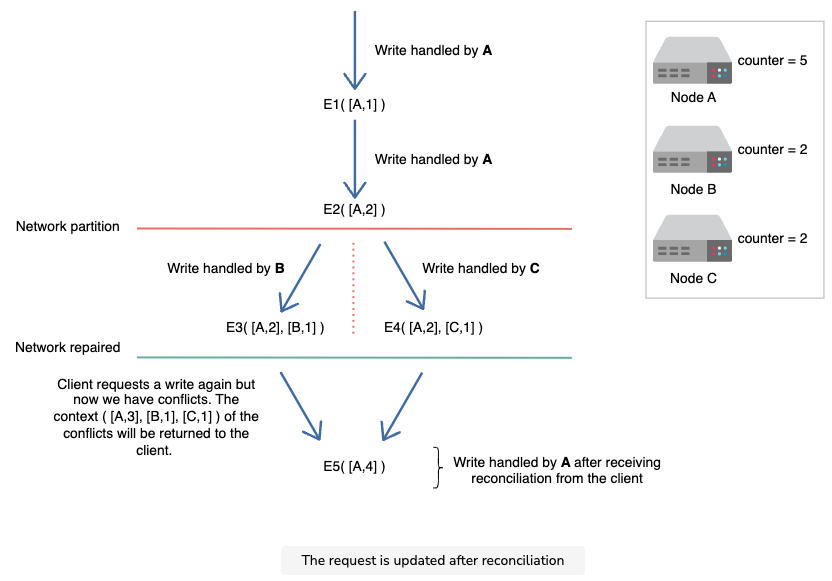 Write handled by A
E1( [A,1] )
Write handled by A
E2( [A,2] )
Network partition
Write handled by B
Write handled by C
E3( [A,2], [B,1] )
E4( [A,2], [C,1] )
Network repaired
Client requests a write again but
now we have conflicts. The
context ( [A,3], [B,1], [C,1] ) of the
conflicts will be returned to the
client.
E5( [A,4] )
Write handled by A after receiving
reconciliation from the client
counter = 5
Node A
counter = 2
Node B
counter = 2
Node C
The request is updated after reconciliation